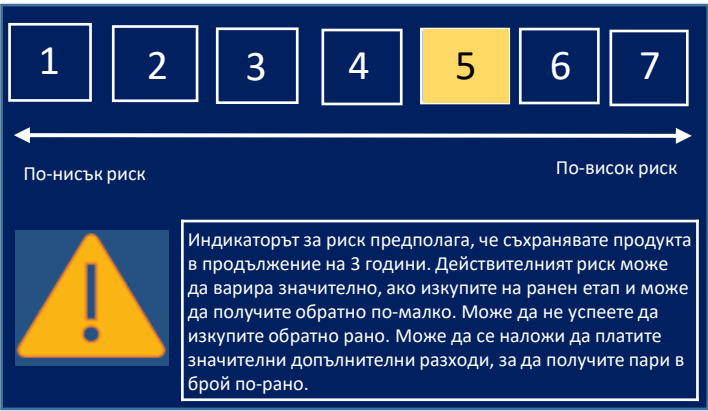 1 2 3 4 5 6 7
По-нисък риск По-висок риск
Индикаторът за риск предполага, че съхранявате продукта
в продължение на 3 години. Действителният риск може
да варира значително, ако изкупите на ранен етап и може
да получите обратно по-малко. Може да не успеете да
изкупите обратно рано. Може да се наложи да платите
значителни допълнителни разходи, за да получите пари в
брой по-рано.